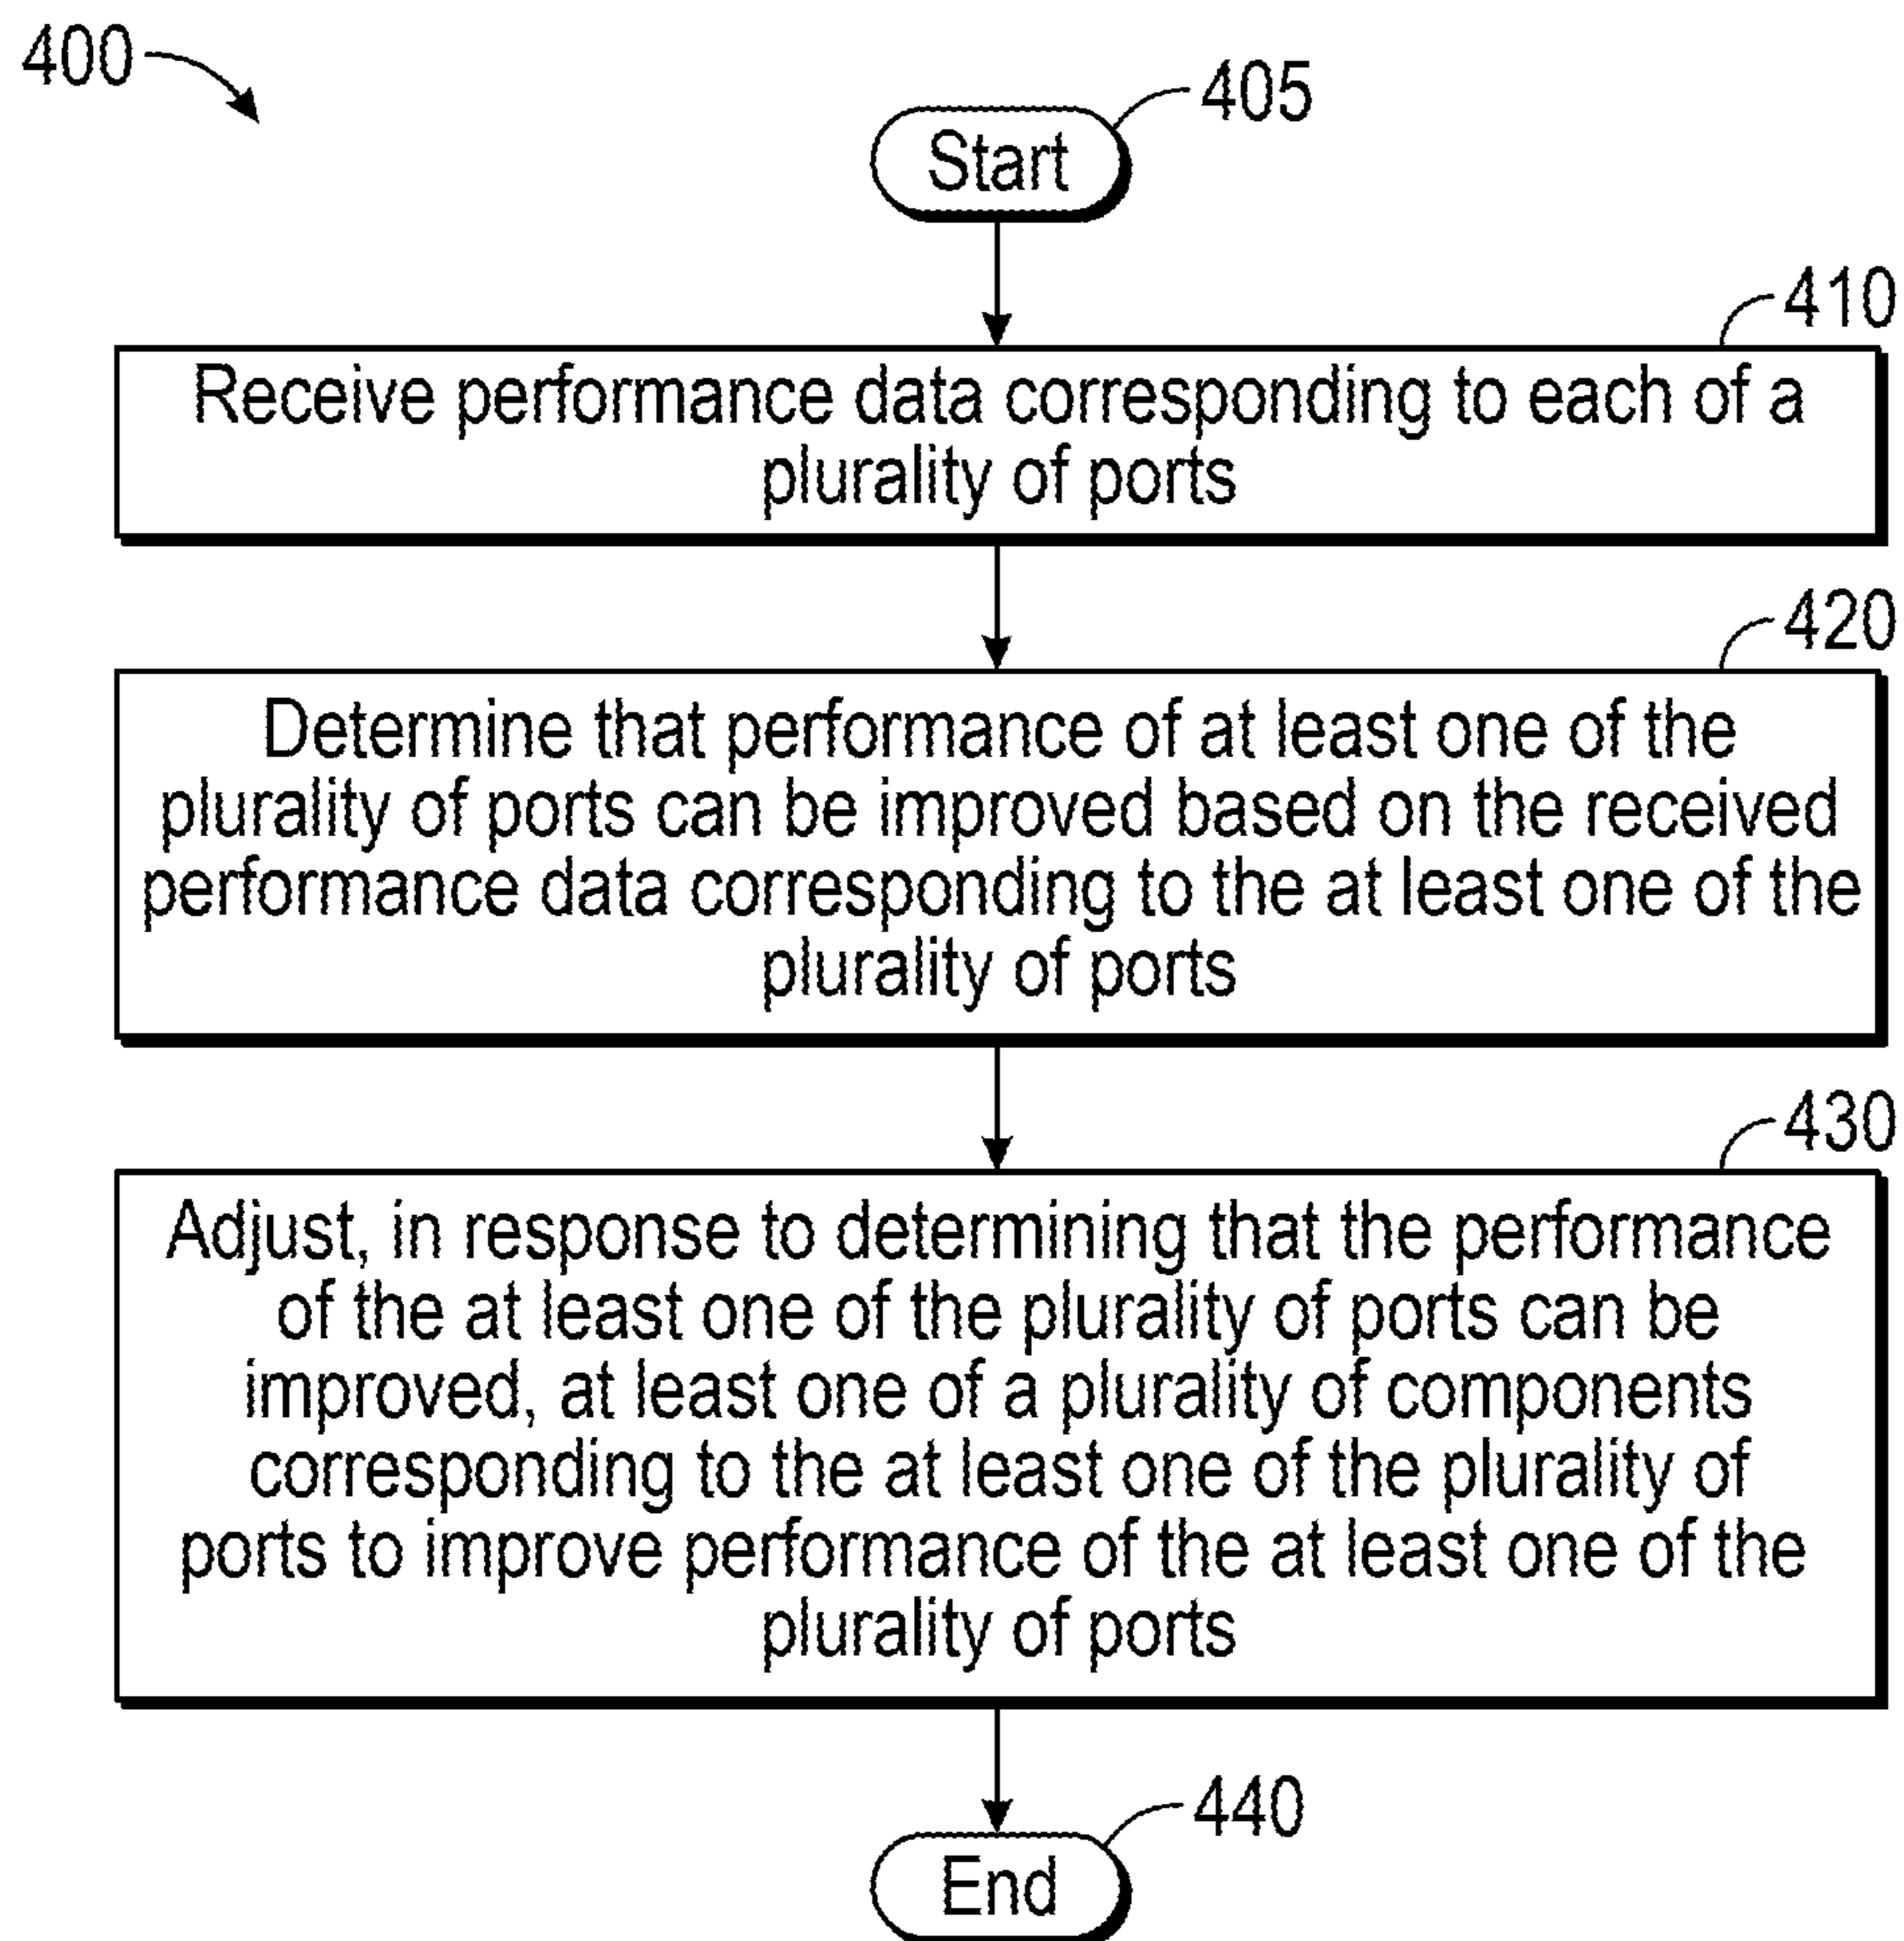 400
405
Start
410
Receive performance data corresponding to each of a
plurality of ports
420
Determine that performance of at least one of the
plurality of ports can be improved based on the received
performance data corresponding to the at least one of the
plurality of ports
430
Adjust, in response to determining that the performance
of the at least one of the plurality of ports can be
improved, at least one of a plurality of components
corresponding to the at least one of the plurality of
ports to improve performance of the at least one of the
plurality of ports
440
End